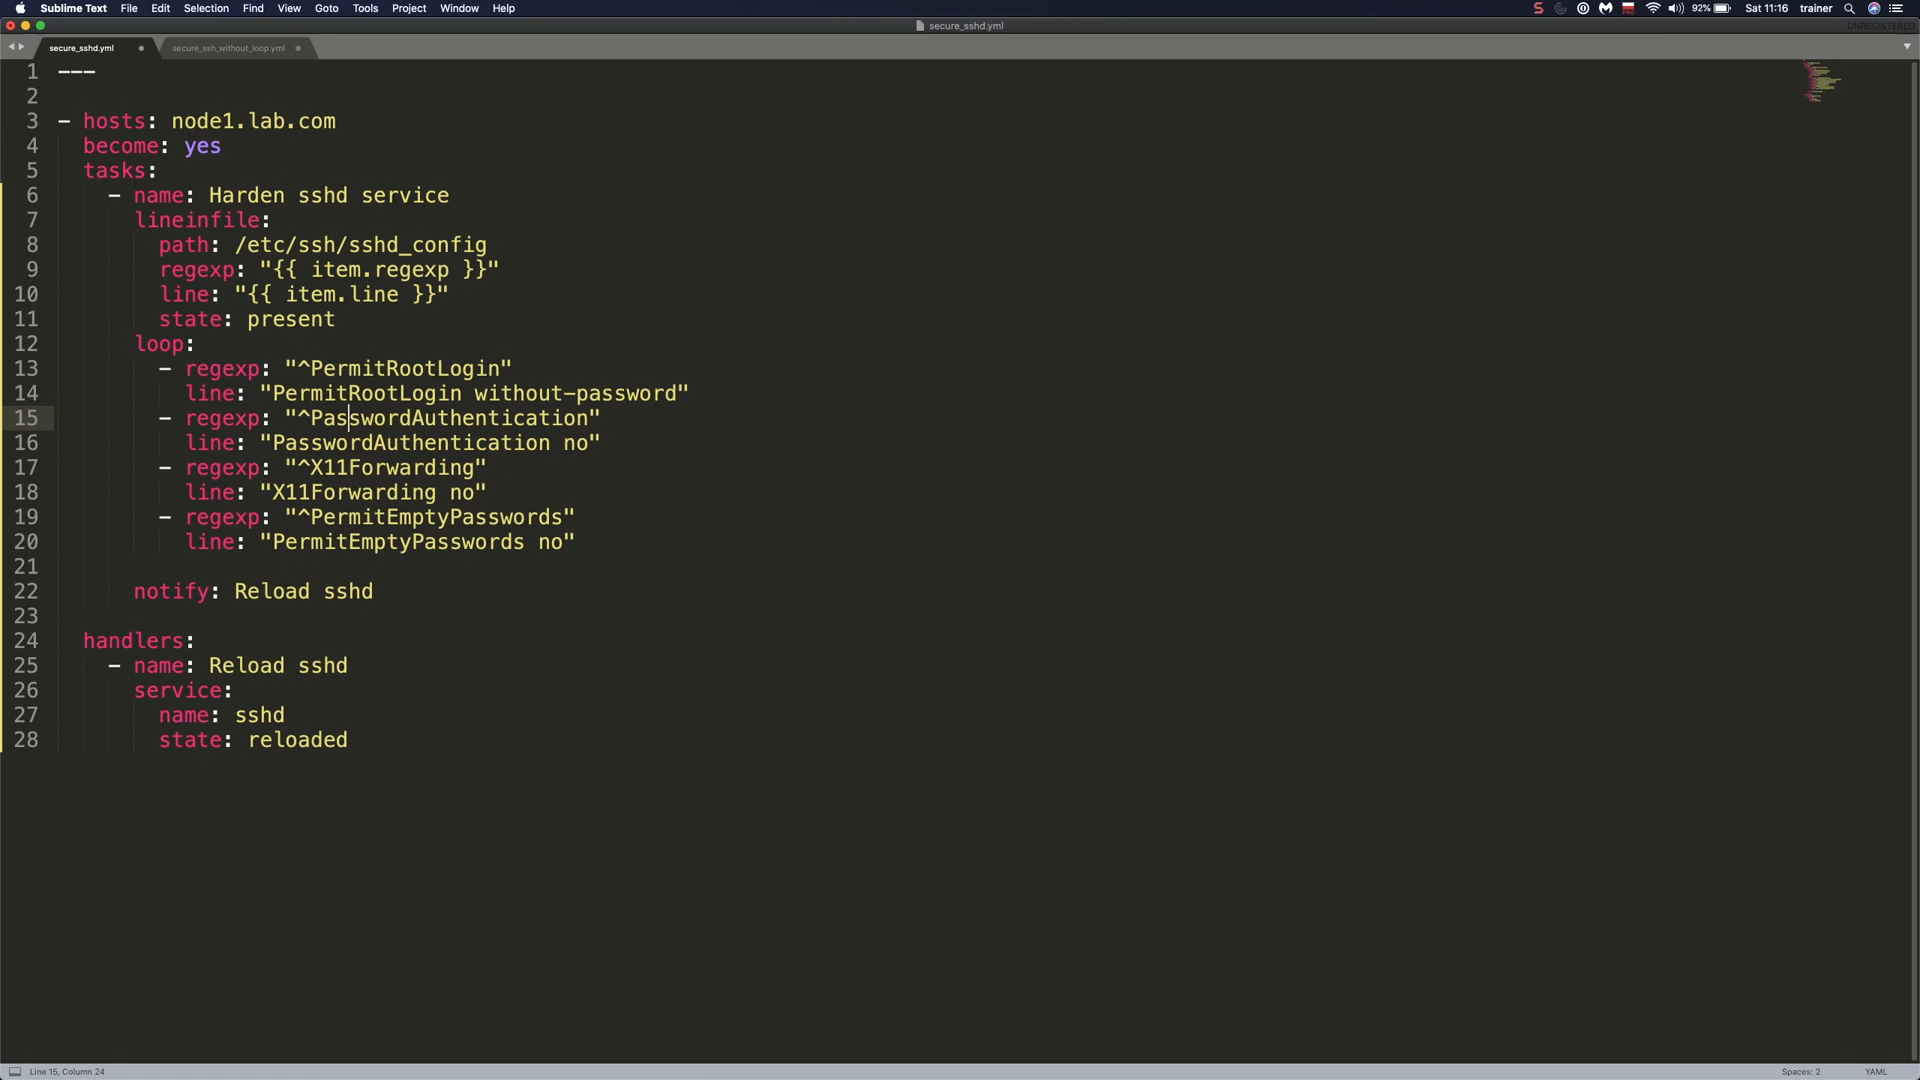 Sublime Text File Edit Selection Find View Goto Tools Project Window Help 92% Sat 11:16 trainer
secure_sshd.yml UNREGISTERED
secure_sshd.yml secure_ssh_without_loop.yml
1 ---
2
3 - hosts: node1.lab.com
4 become: yes
5 tasks:
6 - name: Harden sshd service
7 lineinfile:
8 path: /etc/ssh/sshd_config
9 regexp: "{{ item.regexp }}"
10 line: "{{ item.line }}"
11 state: present
12 loop:
13 - regexp: "^PermitRootLogin"
14 line: "PermitRootLogin without-password"
15 - regexp: "^PasswordAuthentication"
16 line: "PasswordAuthentication no"
17 - regexp: "^X11Forwarding"
18 line: "X11Forwarding no"
19 - regexp: "^PermitEmptyPasswords"
20 line: "PermitEmptyPasswords no"
21
22 notify: Reload sshd
23
24 handlers:
25 - name: Reload sshd
26 service:
27 name: sshd
28 state: reloaded
Line 15, Column 24 Spaces: 2 YAML